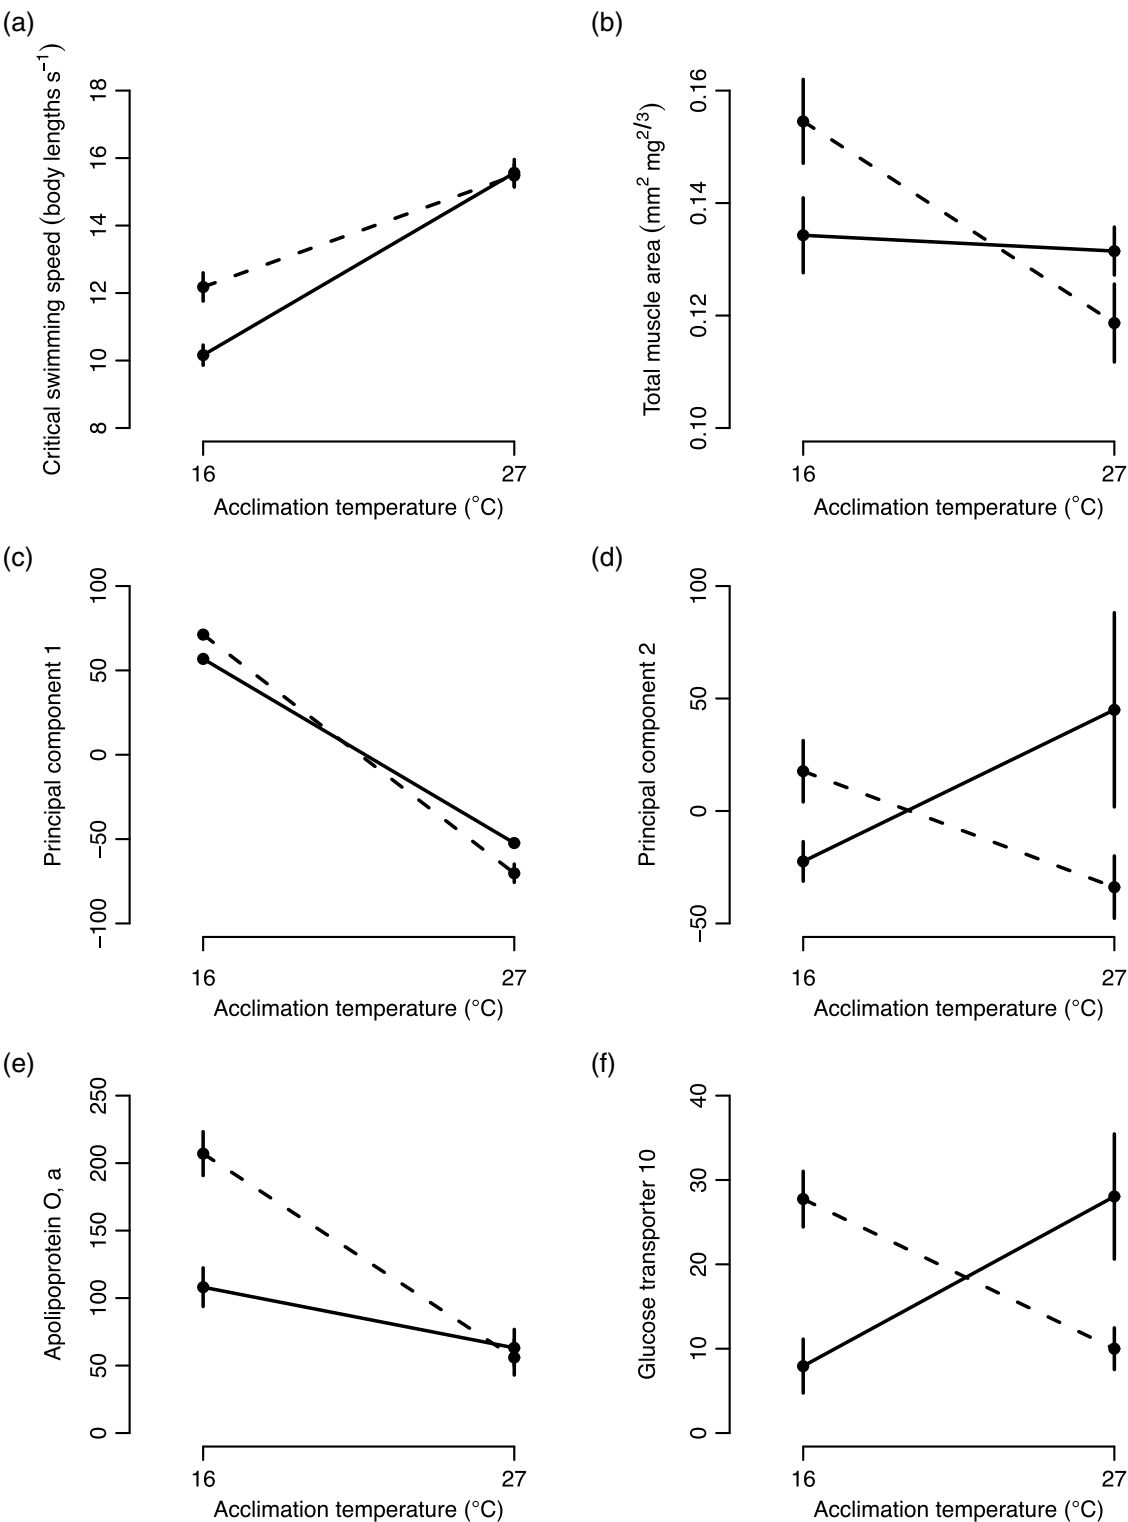 (a)
Critical swimming speed (body lengths s⁻¹)
18
16
14
12
10
8
16 27
Acclimation temperature (°C)
(b)
Total muscle area (mm² mg²/³)
0.16
0.14
0.12
0.10
16 27
Acclimation temperature (°C)
(c)
Principal component 1
100
50
0
−50
−100
16 27
Acclimation temperature (°C)
(d)
Principal component 2
100
50
0
−50
16 27
Acclimation temperature (°C)
(e)
Apolipoprotein O, a
250
200
150
100
50
0
16 27
Acclimation temperature (°C)
(f)
Glucose transporter 10
40
30
20
10
0
16 27
Acclimation temperature (°C)